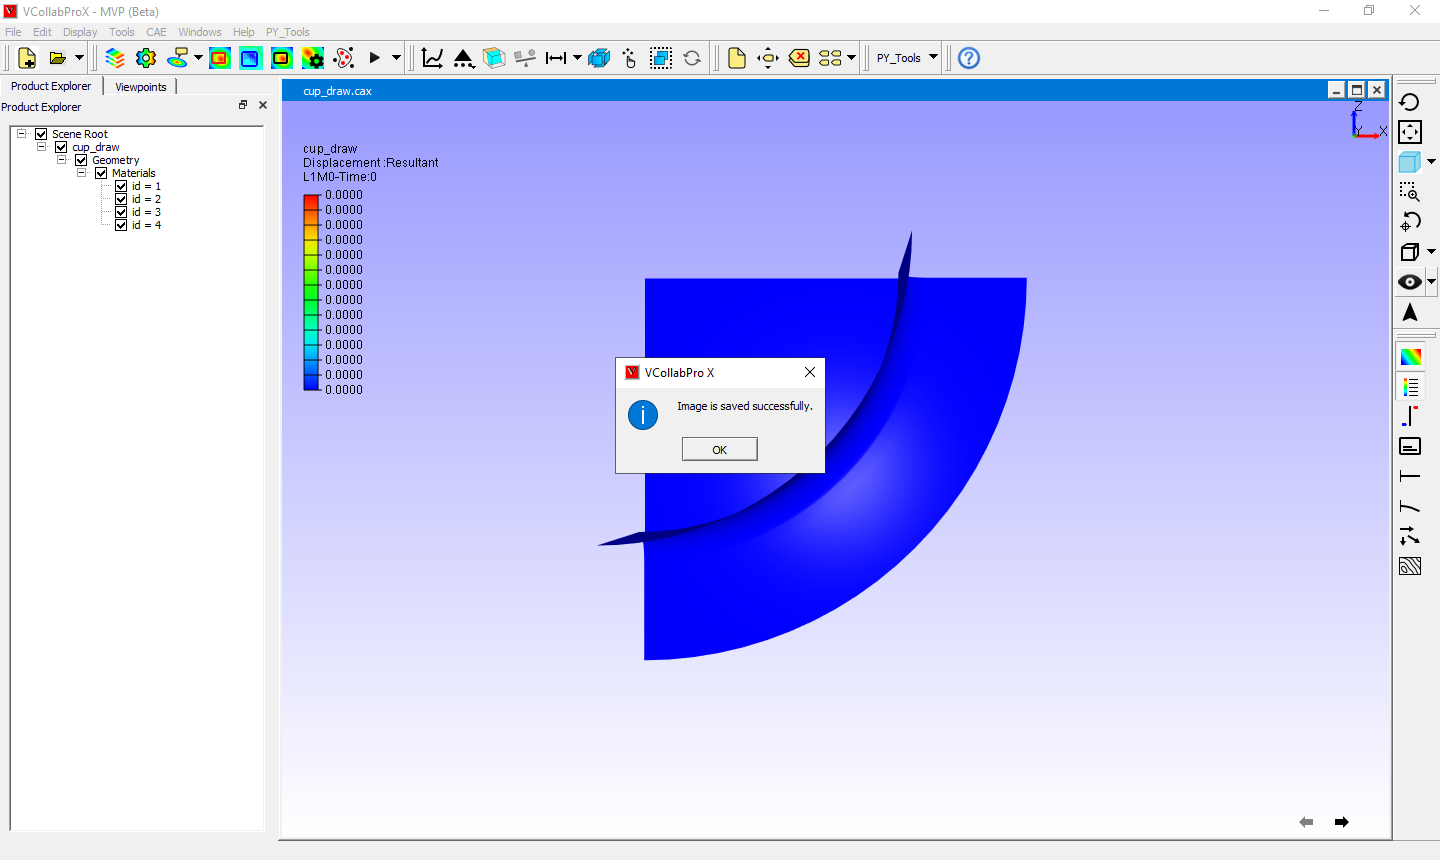 VCollabProX - MVP (Beta)
File Edit Display Tools CAE Windows Help PY_Tools
PY_Tools
Product Explorer Viewpoints
Product Explorer
Scene Root
cup_draw
Geometry
Materials
id = 1
id = 2
id = 3
id = 4
cup_draw.cax
Z
Y X
cup_draw
Displacement :Resultant
L1M0-Time:0
0.0000
0.0000
0.0000
0.0000
0.0000
0.0000
0.0000
0.0000
0.0000
0.0000
0.0000
0.0000
0.0000
0.0000
VCollabPro X
Image is saved successfully.
OK